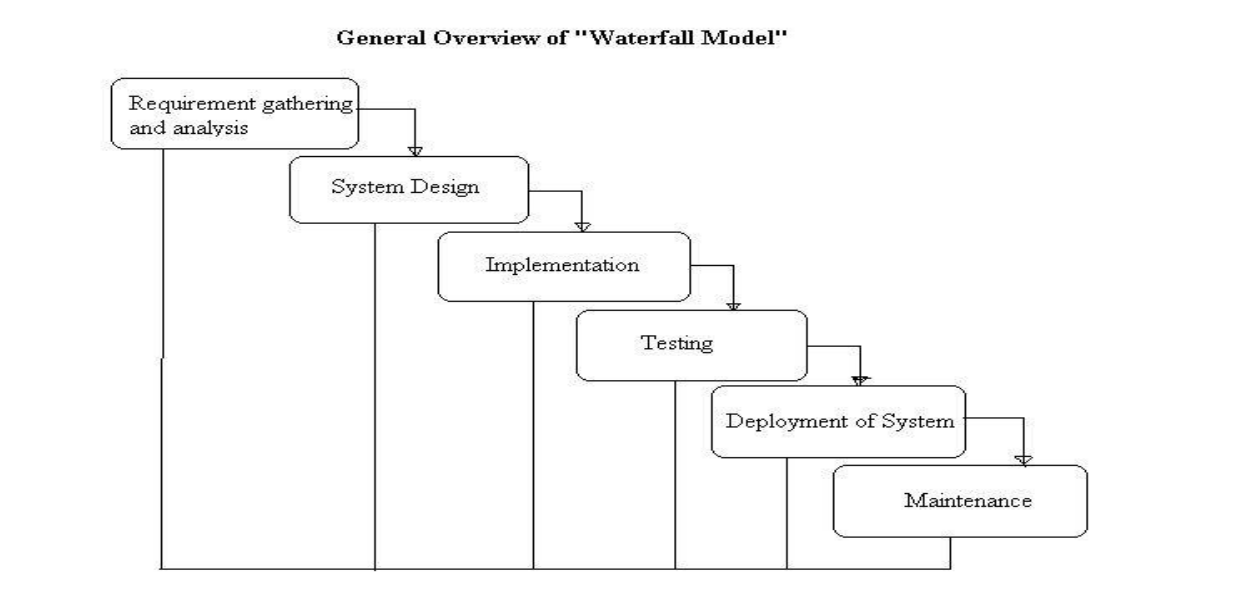 General Overview of "Waterfall Model"
Requirement gathering
and analysis
System Design
Implementation
Testing
Deployment of System
Maintenance